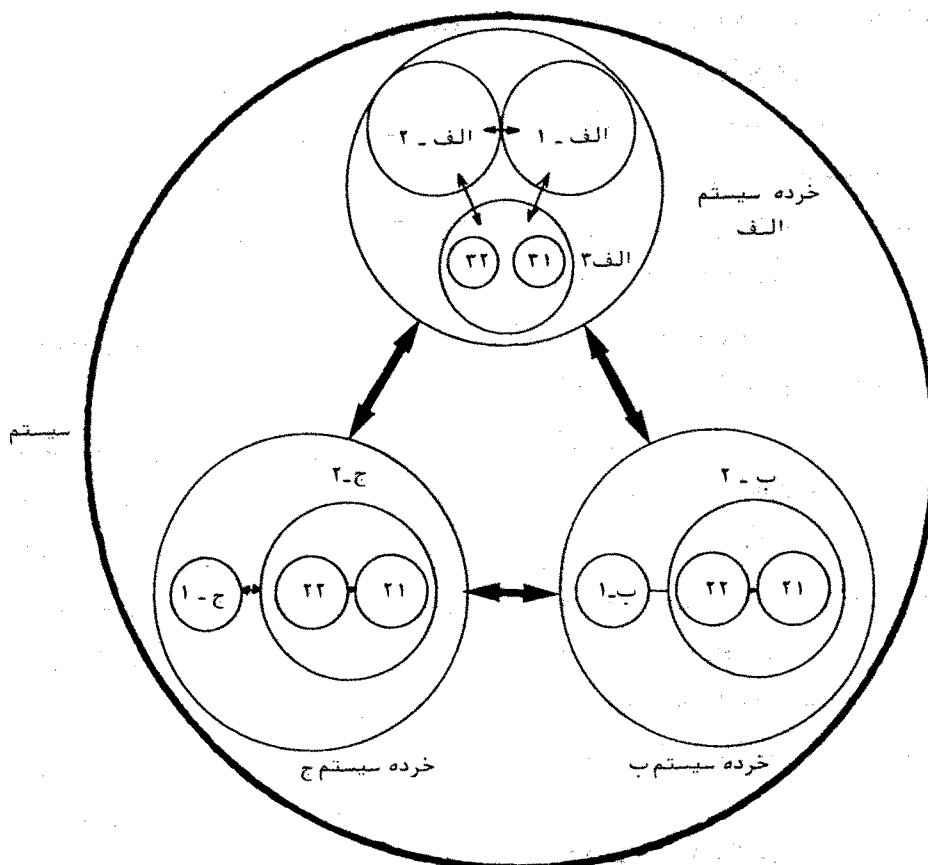 الف ـ ۱
الف ـ ۲
خرده سیستم
الف
الف۳
۳۱
۳۲
سیستم
ب ـ ۲
ج-۲
۲۱
۲۲
ب-۱
۲۱
۲۲
ج ـ ۱
خرده سیستم ب
خرده سیستم ج